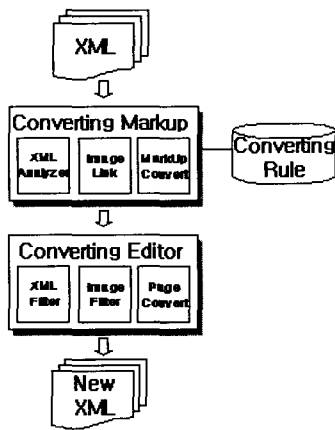 XML
Converting Markup
XML
Analyzer
Image
Link
MarkUp
Convert
Converting
Rule
Converting Editor
XML
Filter
Image
Filter
Page
Convert
New
XML